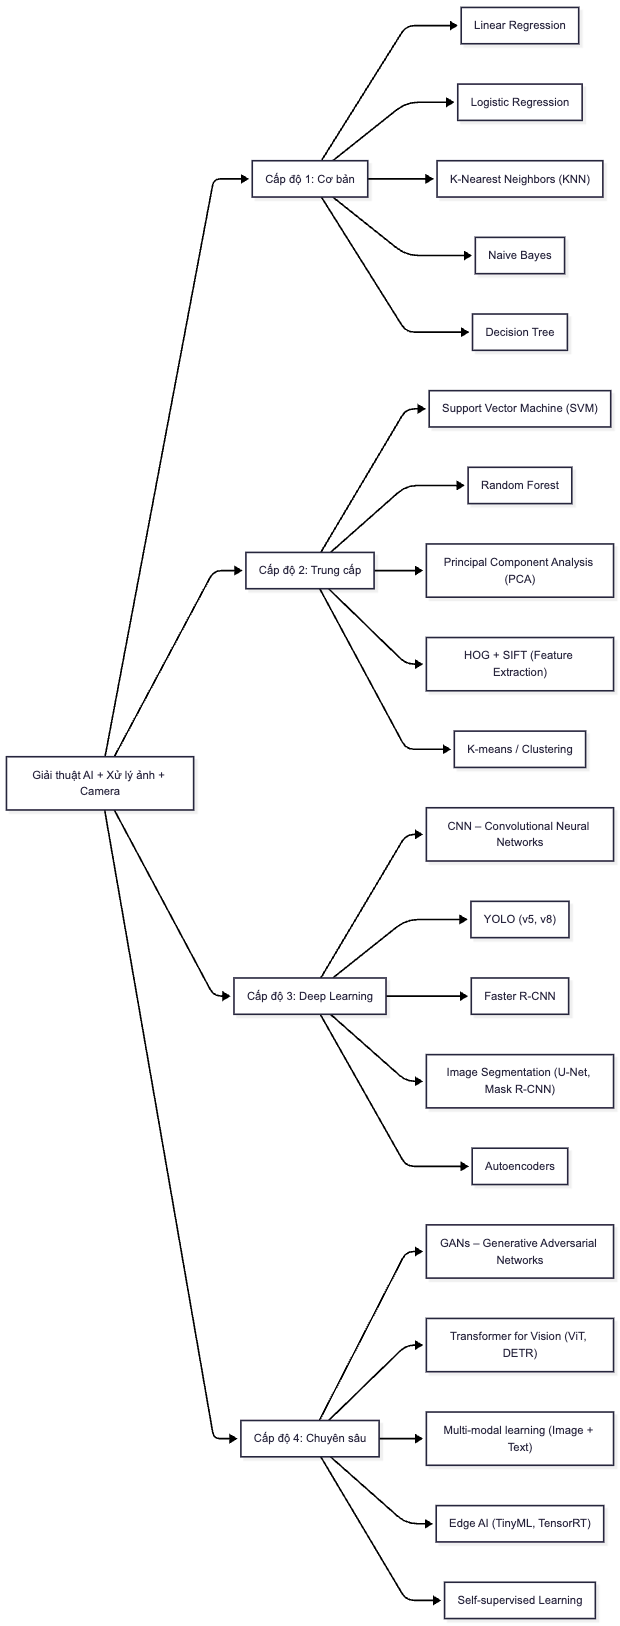 Giải thuật AI + Xử lý ảnh +
Camera
Cấp độ 1: Cơ bản
Linear Regression
Logistic Regression
K-Nearest Neighbors (KNN)
Naive Bayes
Decision Tree
Cấp độ 2: Trung cấp
Support Vector Machine (SVM)
Random Forest
Principal Component Analysis
(PCA)
HOG + SIFT (Feature
Extraction)
K-means / Clustering
Cấp độ 3: Deep Learning
CNN – Convolutional Neural
Networks
YOLO (v5, v8)
Faster R-CNN
Image Segmentation (U-Net,
Mask R-CNN)
Autoencoders
Cấp độ 4: Chuyên sâu
GANs – Generative Adversarial
Networks
Transformer for Vision (ViT,
DETR)
Multi-modal learning (Image +
Text)
Edge AI (TinyML, TensorRT)
Self-supervised Learning